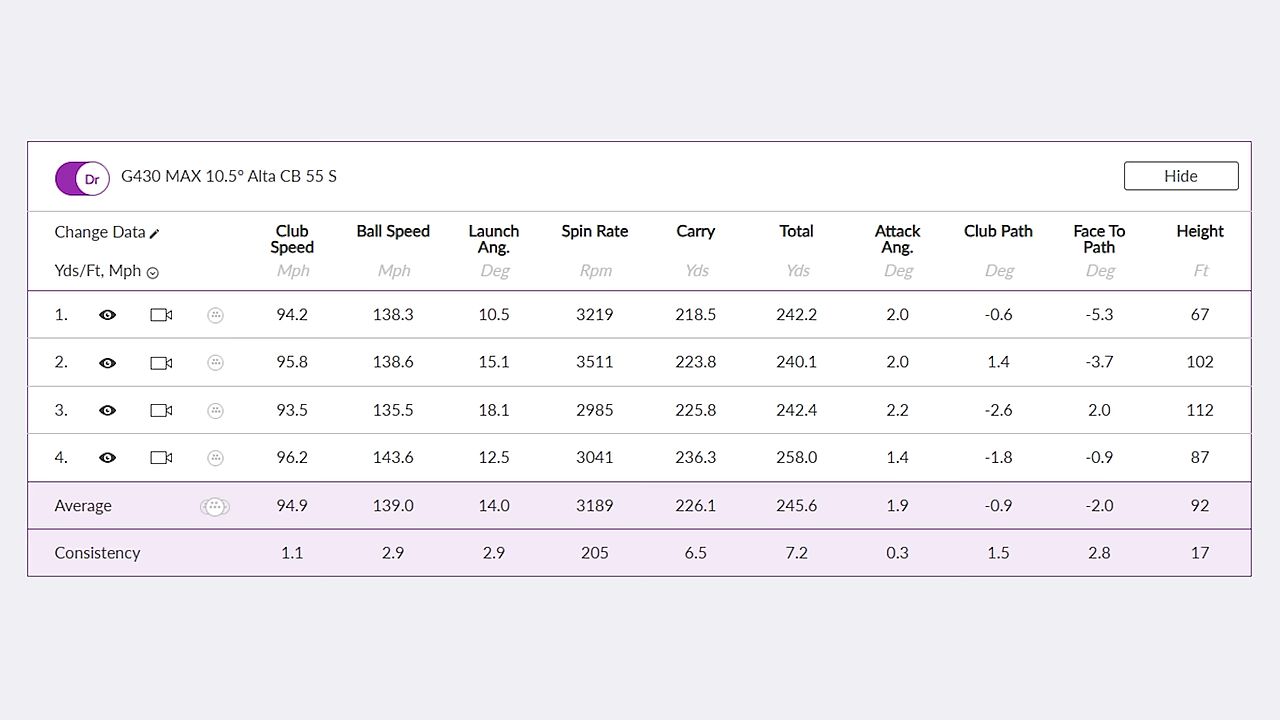 Dr G430 MAX 10.5° Alta CB 55 S Hide
Change Data Club Speed Ball Speed Launch Ang. Spin Rate Carry Total Attack Ang. Club Path Face To Path Height
Yds/Ft, Mph Mph Mph Deg Rpm Yds Yds Deg Deg Deg Ft
1. 94.2 138.3 10.5 3219 218.5 242.2 2.0 -0.6 -5.3 67
2. 95.8 138.6 15.1 3511 223.8 240.1 2.0 1.4 -3.7 102
3. 93.5 135.5 18.1 2985 225.8 242.4 2.2 -2.6 2.0 112
4. 96.2 143.6 12.5 3041 236.3 258.0 1.4 -1.8 -0.9 87
Average 94.9 139.0 14.0 3189 226.1 245.6 1.9 -0.9 -2.0 92
Consistency 1.1 2.9 2.9 205 6.5 7.2 0.3 1.5 2.8 17